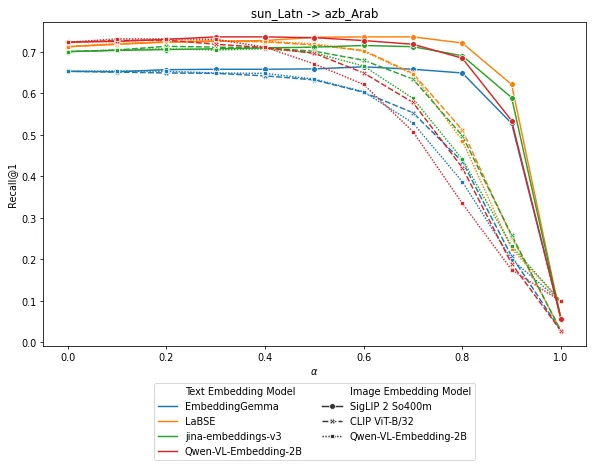 sun_Latn -> azb_Arab
Recall@1
0.7
0.6
0.5
0.4
0.3
0.2
0.1
0.0
0.0 0.2 0.4 0.6 0.8 1.0
α
Text Embedding Model Image Embedding Model
EmbeddingGemma SigLIP 2 So400m
LaBSE CLIP ViT-B/32
jina-embeddings-v3 Qwen-VL-Embedding-2B
Qwen-VL-Embedding-2B